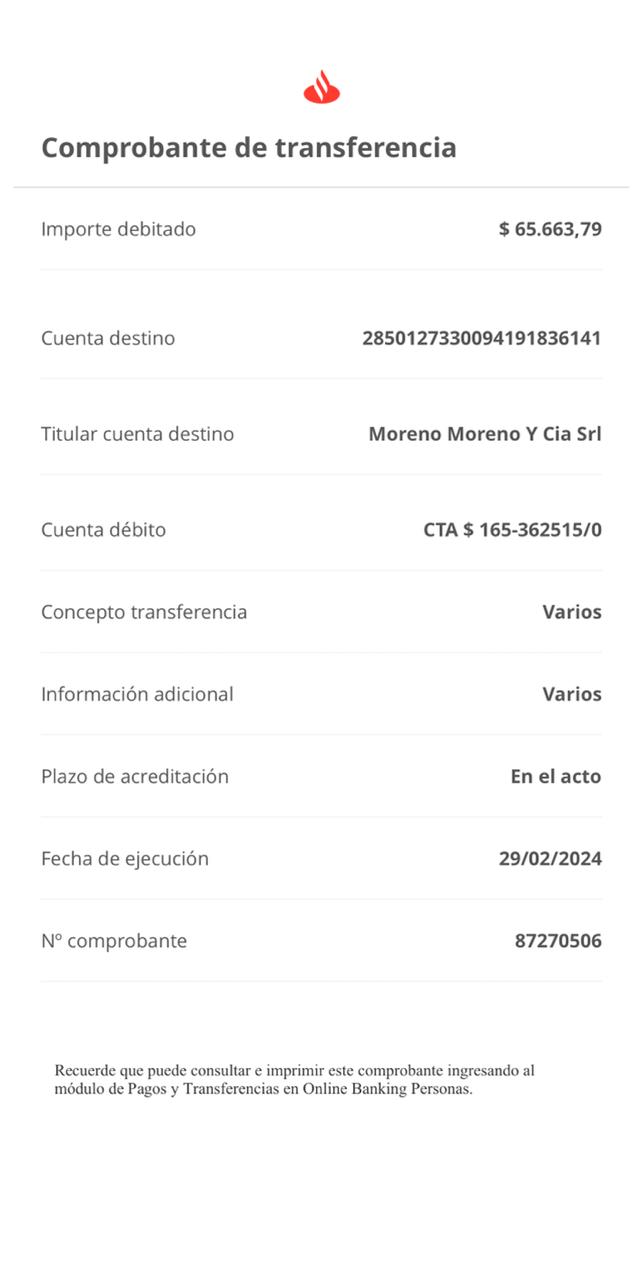 Comprobante de transferencia
Importe debitado $ 65.663,79
Cuenta destino 2850127330094191836141
Titular cuenta destino Moreno Moreno Y Cia Srl
Cuenta débito CTA $ 165-362515/0
Concepto transferencia Varios
Información adicional Varios
Plazo de acreditación En el acto
Fecha de ejecución 29/02/2024
Nº comprobante 87270506
Recuerde que puede consultar e imprimir este comprobante ingresando al
módulo de Pagos y Transferencias en Online Banking Personas.